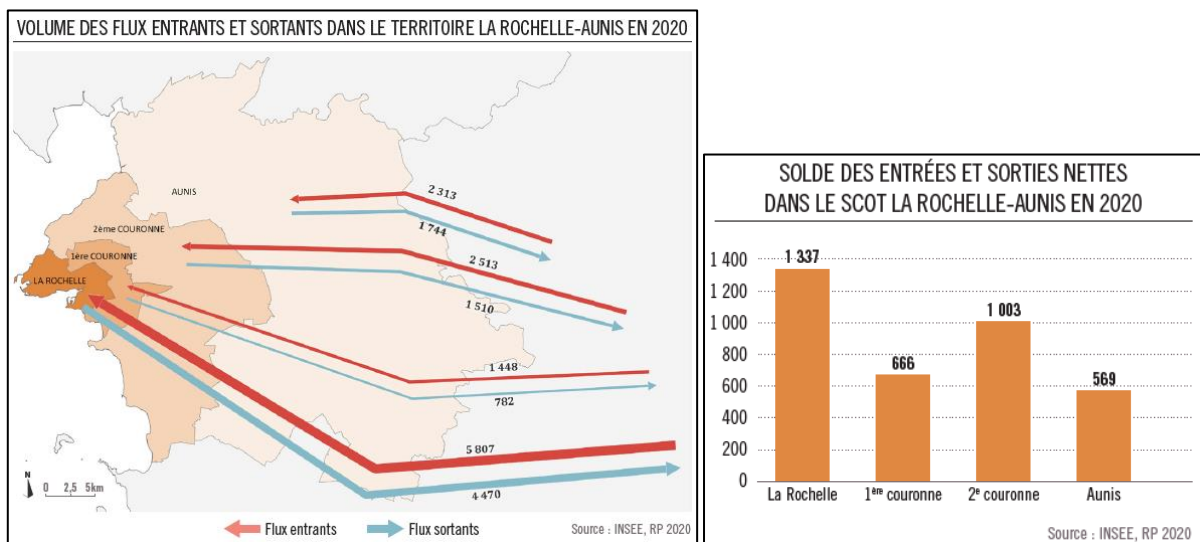 VOLUME DES FLUX ENTRANTS ET SORTANTS DANS LE TERRITOIRE LA ROCHELLE-AUNIS EN 2020
AUNIS
2 313
1 744
2ème COURONNE
1ère COURONNE
2 513
LA ROCHELLE
1 510
1 448
782
5 807
4 470
N
0 2,5 5km
Flux entrants
Flux sortants
Source : INSEE, RP 2020
SOLDE DES ENTRÉES ET SORTIES NETTES
DANS LE SCOT LA ROCHELLE-AUNIS EN 2020
1 400
1 200
1 000
800
600
400
200
0
1 337
666
1 003
569
La Rochelle
1ère couronne
2e couronne
Aunis
Source : INSEE, RP 2020